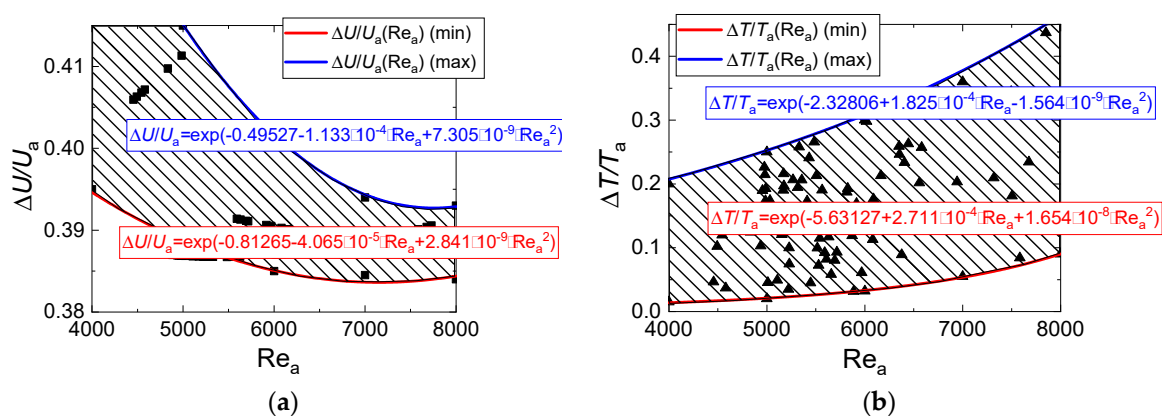 ΔU/Uₐ(Reₐ) (min)
ΔU/Uₐ(Reₐ) (max)
ΔU/Uₐ=exp(-0.49527-1.133□10⁻⁴□Reₐ+7.305□10⁻⁹□Reₐ²)
ΔU/Uₐ=exp(-0.81265-4.065□10⁻⁵□Reₐ+2.841□10⁻⁹□Reₐ²)
ΔU/Uₐ
0.41
0.40
0.39
0.38
4000 5000 6000 7000 8000
Reₐ
(a)
ΔT/Tₐ(Reₐ) (min)
ΔT/Tₐ(Reₐ) (max)
ΔT/Tₐ=exp(-2.32806+1.825□10⁻⁴□Reₐ-1.564□10⁻⁹□Reₐ²)
ΔT/Tₐ=exp(-5.63127+2.711□10⁻⁴□Reₐ+1.654□10⁻⁸□Reₐ²)
ΔT/Tₐ
0.4
0.3
0.2
0.1
0.0
4000 5000 6000 7000 8000
Reₐ
(b)